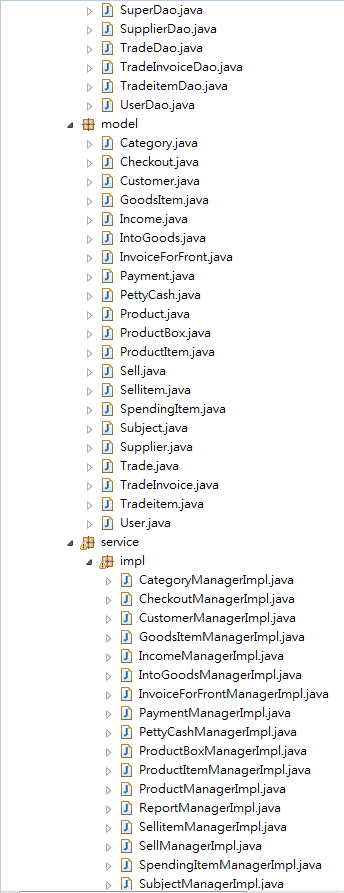 SuperDao.java
SupplierDao.java
TradeDao.java
TradeInvoiceDao.java
TradeitemDao.java
UserDao.java
model
Category.java
Checkout.java
Customer.java
GoodsItem.java
Income.java
IntoGoods.java
InvoiceForFront.java
Payment.java
PettyCash.java
Product.java
ProductBox.java
ProductItem.java
Sell.java
Sellitem.java
SpendingItem.java
Subject.java
Supplier.java
Trade.java
TradeInvoice.java
Tradeitem.java
User.java
service
impl
CategoryManagerImpl.java
CheckoutManagerImpl.java
CustomerManagerImpl.java
GoodsItemManagerImpl.java
IncomeManagerImpl.java
IntoGoodsManagerImpl.java
InvoiceForFrontManagerImpl.java
PaymentManagerImpl.java
PettyCashManagerImpl.java
ProductBoxManagerImpl.java
ProductItemManagerImpl.java
ProductManagerImpl.java
ReportManagerImpl.java
SellitemManagerImpl.java
SellManagerImpl.java
SpendingItemManagerImpl.java
SubjectManagerImpl.java